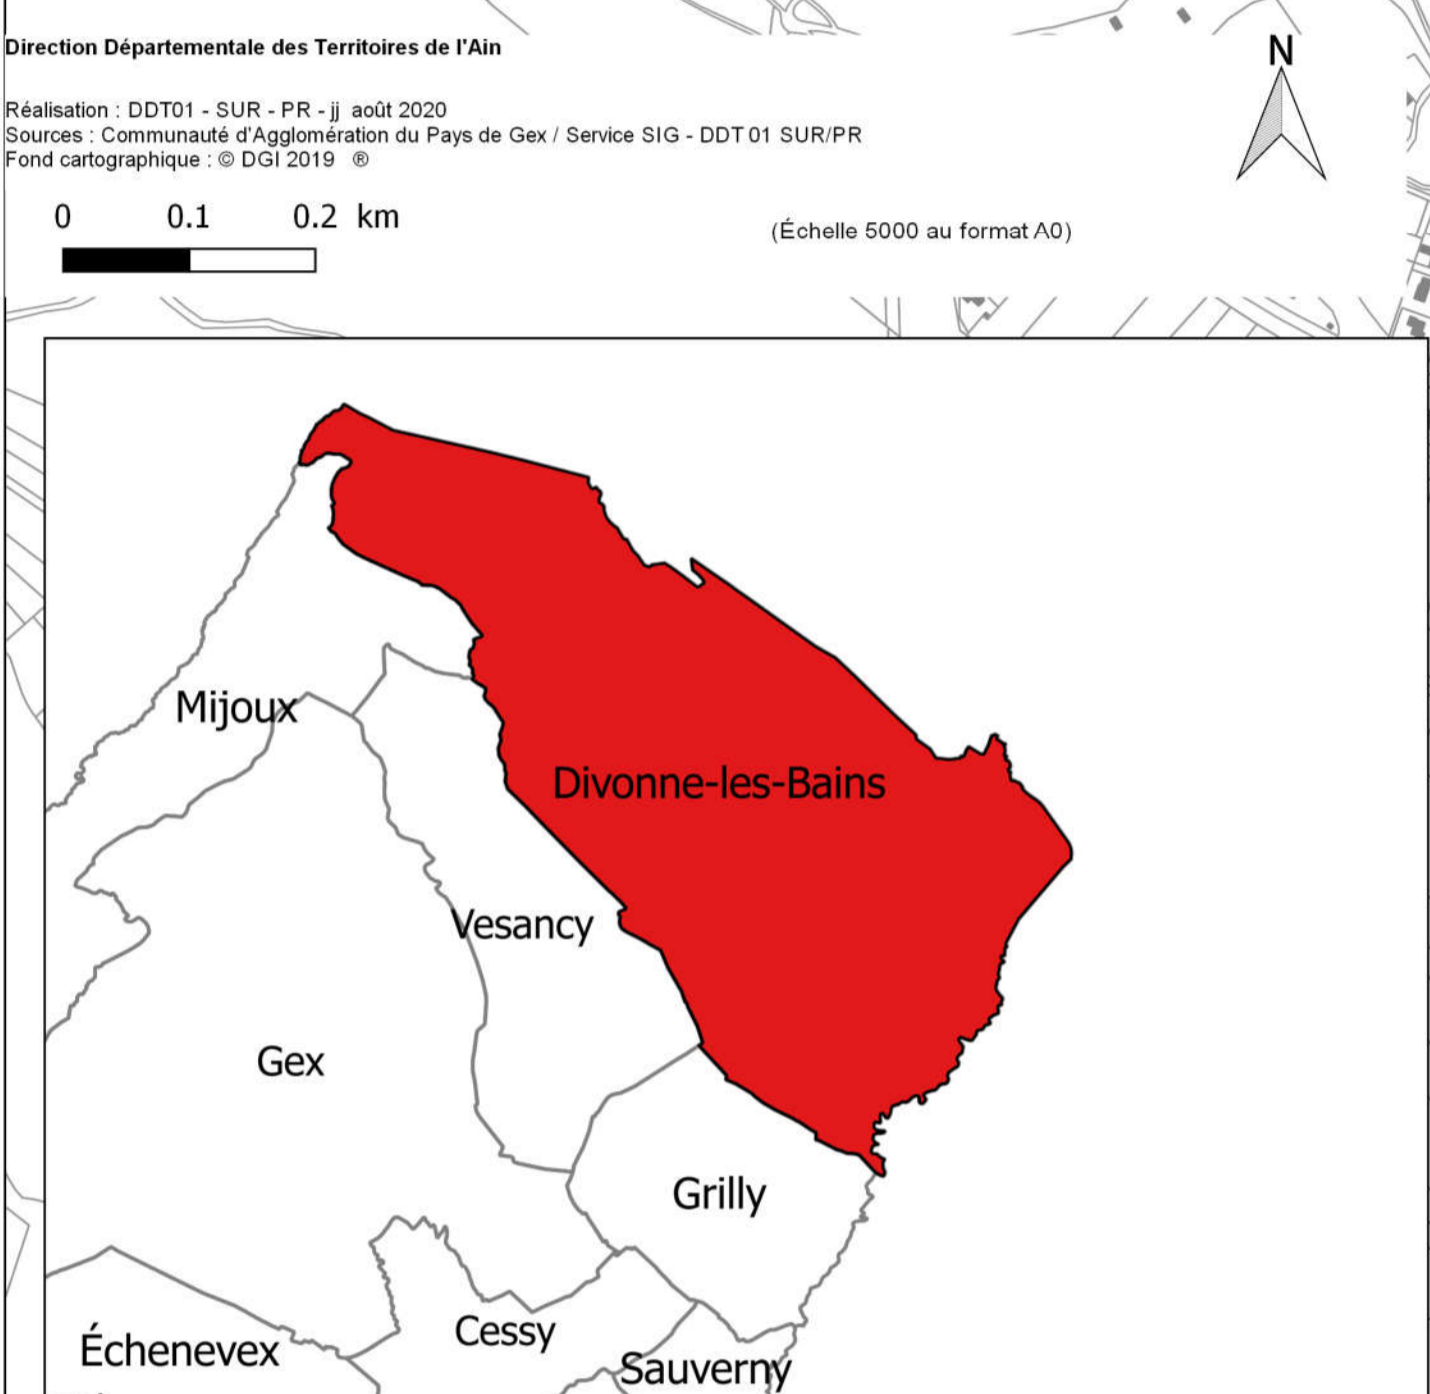 Direction Départementale des Territoires de l'Ain
N
Réalisation : DDT01 - SUR - PR - jj août 2020
Sources : Communauté d'Agglomération du Pays de Gex / Service SIG - DDT 01 SUR/PR
Fond cartographique : © DGI 2019 ®
0 0.1 0.2 km
(Échelle 5000 au format A0)
Mijoux
Divonne-les-Bains
Vesancy
Gex
Grilly
Cessy
Échenevex
Sauverny